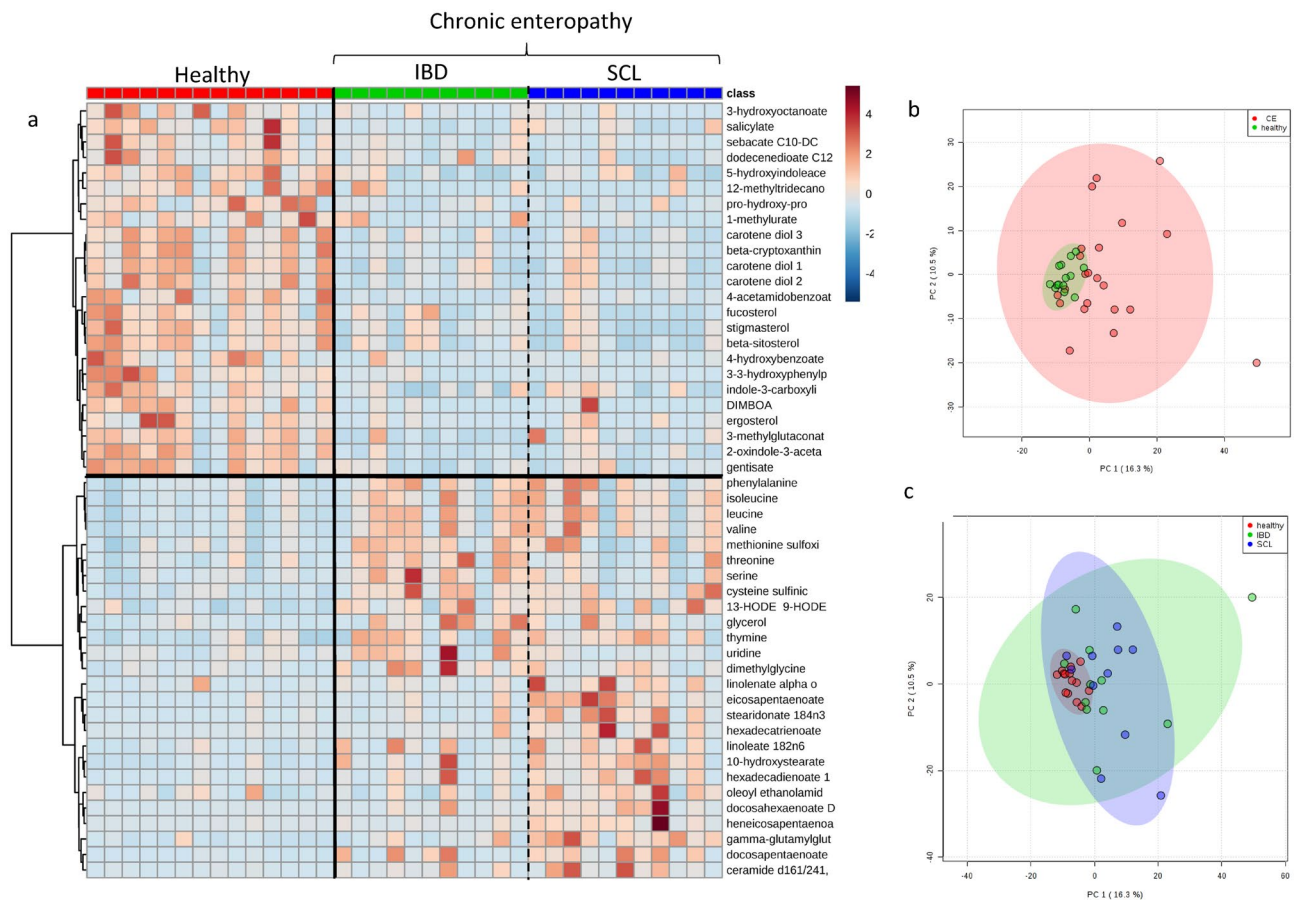 Chronic enteropathy
Healthy
IBD
SCL
a
class
3-hydroxyoctanoate
salicylate
sebacate C10-DC
dodecenedioate C12
5-hydroxyindoleace
12-methyltridecano
pro-hydroxy-pro
1-methylurate
carotene diol 3
beta-cryptoxanthin
carotene diol 1
carotene diol 2
4-acetamidobenzoat
fucosterol
stigmasterol
beta-sitosterol
4-hydroxybenzoate
3-3-hydroxyphenylp
indole-3-carboxyli
DIMBOA
ergosterol
3-methylglutaconat
2-oxindole-3-aceta
gentisate
phenylalanine
isoleucine
leucine
valine
methionine sulfoxi
threonine
serine
cysteine sulfinic
13-HODE 9-HODE
glycerol
thymine
uridine
dimethylglycine
linolenate alpha o
eicosapentaenoate
stearidonate 184n3
hexadecatrienoate
linoleate 182n6
10-hydroxystearate
hexadecadienoate 1
oleoyl ethanolamid
docosahexaenoate D
heneicosapentaenoa
gamma-glutamylglut
docosapentaenoate
ceramide d161/241,
4
2
0
-2
-4
b
CE
healthy
30
20
10
0
-10
-20
-30
PC 2 ( 10.5 %)
-20
0
20
40
PC 1 ( 16.3 %)
c
healthy
IBD
SCL
20
0
-20
-40
PC 2 ( 10.5 %)
-40
-20
0
20
40
60
PC 1 ( 16.3 %)